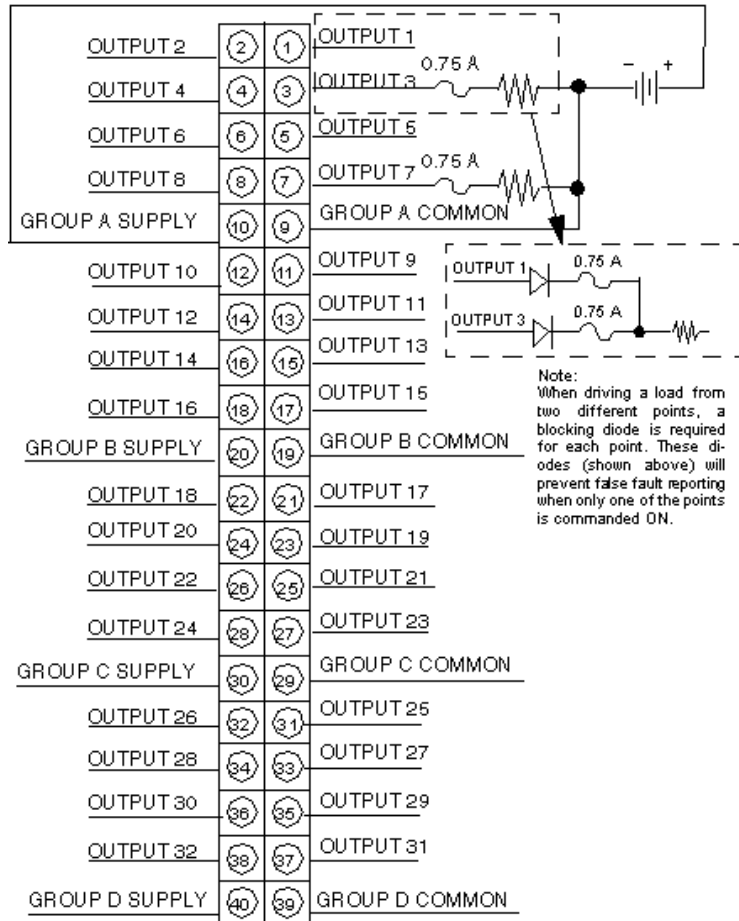 OUTPUT 2 2 1 OUTPUT 1
0.75 A
OUTPUT 4 4 3 OUTPUT 3
- +
OUTPUT 6 6 5 OUTPUT 5
0.75 A
OUTPUT 8 8 7 OUTPUT 7
GROUP A SUPPLY 10 9 GROUP A COMMON
OUTPUT 10 12 11 OUTPUT 9
OUTPUT 12 14 13 OUTPUT 11
OUTPUT 14 16 15 OUTPUT 13
OUTPUT 16 18 17 OUTPUT 15
GROUP B SUPPLY 20 19 GROUP B COMMON
OUTPUT 18 22 21 OUTPUT 17
OUTPUT 20 24 23 OUTPUT 19
OUTPUT 22 26 25 OUTPUT 21
OUTPUT 24 28 27 OUTPUT 23
GROUP C SUPPLY 30 29 GROUP C COMMON
OUTPUT 26 32 31 OUTPUT 25
OUTPUT 28 34 33 OUTPUT 27
OUTPUT 30 36 35 OUTPUT 29
OUTPUT 32 38 37 OUTPUT 31
GROUP D SUPPLY 40 39 GROUP D COMMON
OUTPUT 1 0.75 A
OUTPUT 3 0.75 A
Note:
When driving a load from
two different points, a
blocking diode is required
for each point. These di-
odes (shown above) will
prevent false fault reporting
when only one of the points
is commanded ON.